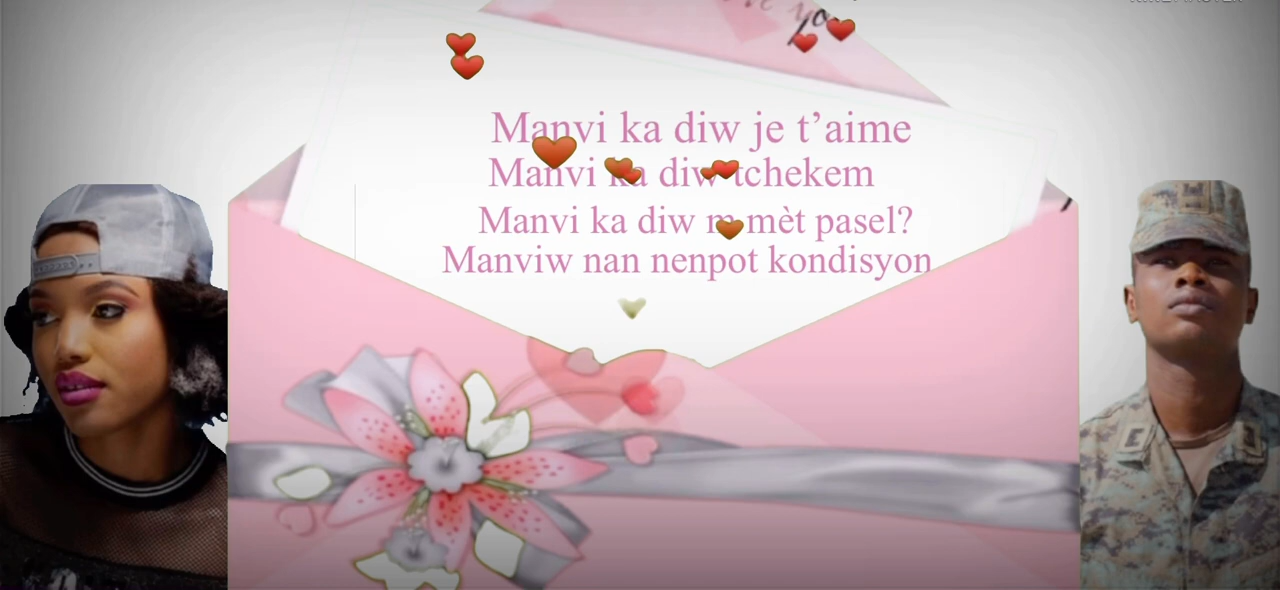 Manvi ka diw je t’aime
Manvi ka diw tchekem
Manvi ka diw m mèt pasel?
Manviw nan nenpot kondisyon